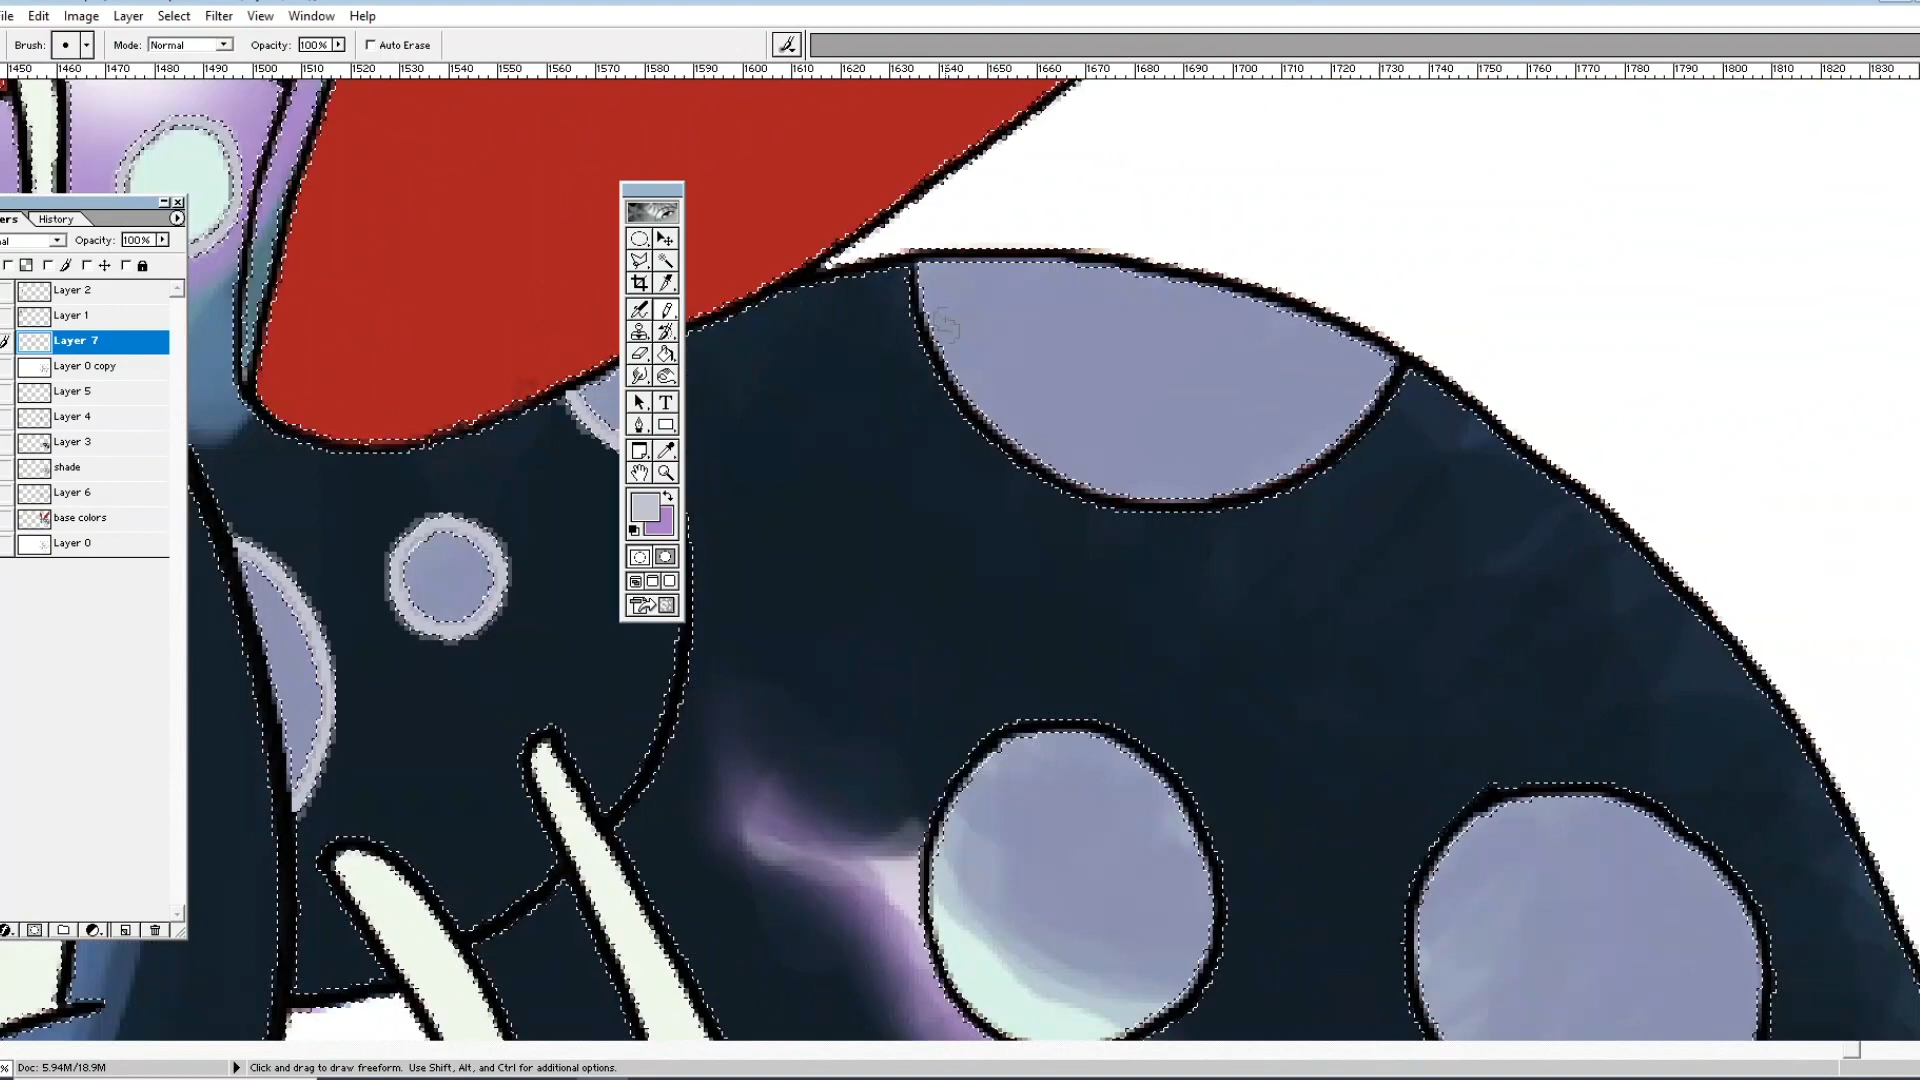 ile Edit Image Layer Select Filter View Window Help
Brush: Mode: Normal Opacity: 100% Auto Erase
1450 1460 1470 1480 1490 1500 1510 1520 1530 1540 1550 1560 1570 1580 1590 1600 1610 1620 1630 1640 1650 1660 1670 1680 1690 1700 1710 1720 1730 1740 1750 1760 1770 1780 1790 1800 1810 1820 1830
ers History
al Opacity: 100%
Layer 2
Layer 1
Layer 7
Layer 0 copy
Layer 5
Layer 4
Layer 3
shade
Layer 6
base colors
Layer 0
T
% Doc: 5.94M/18.9M Click and drag to draw freeform. Use Shift, Alt, and Ctrl for additional options.